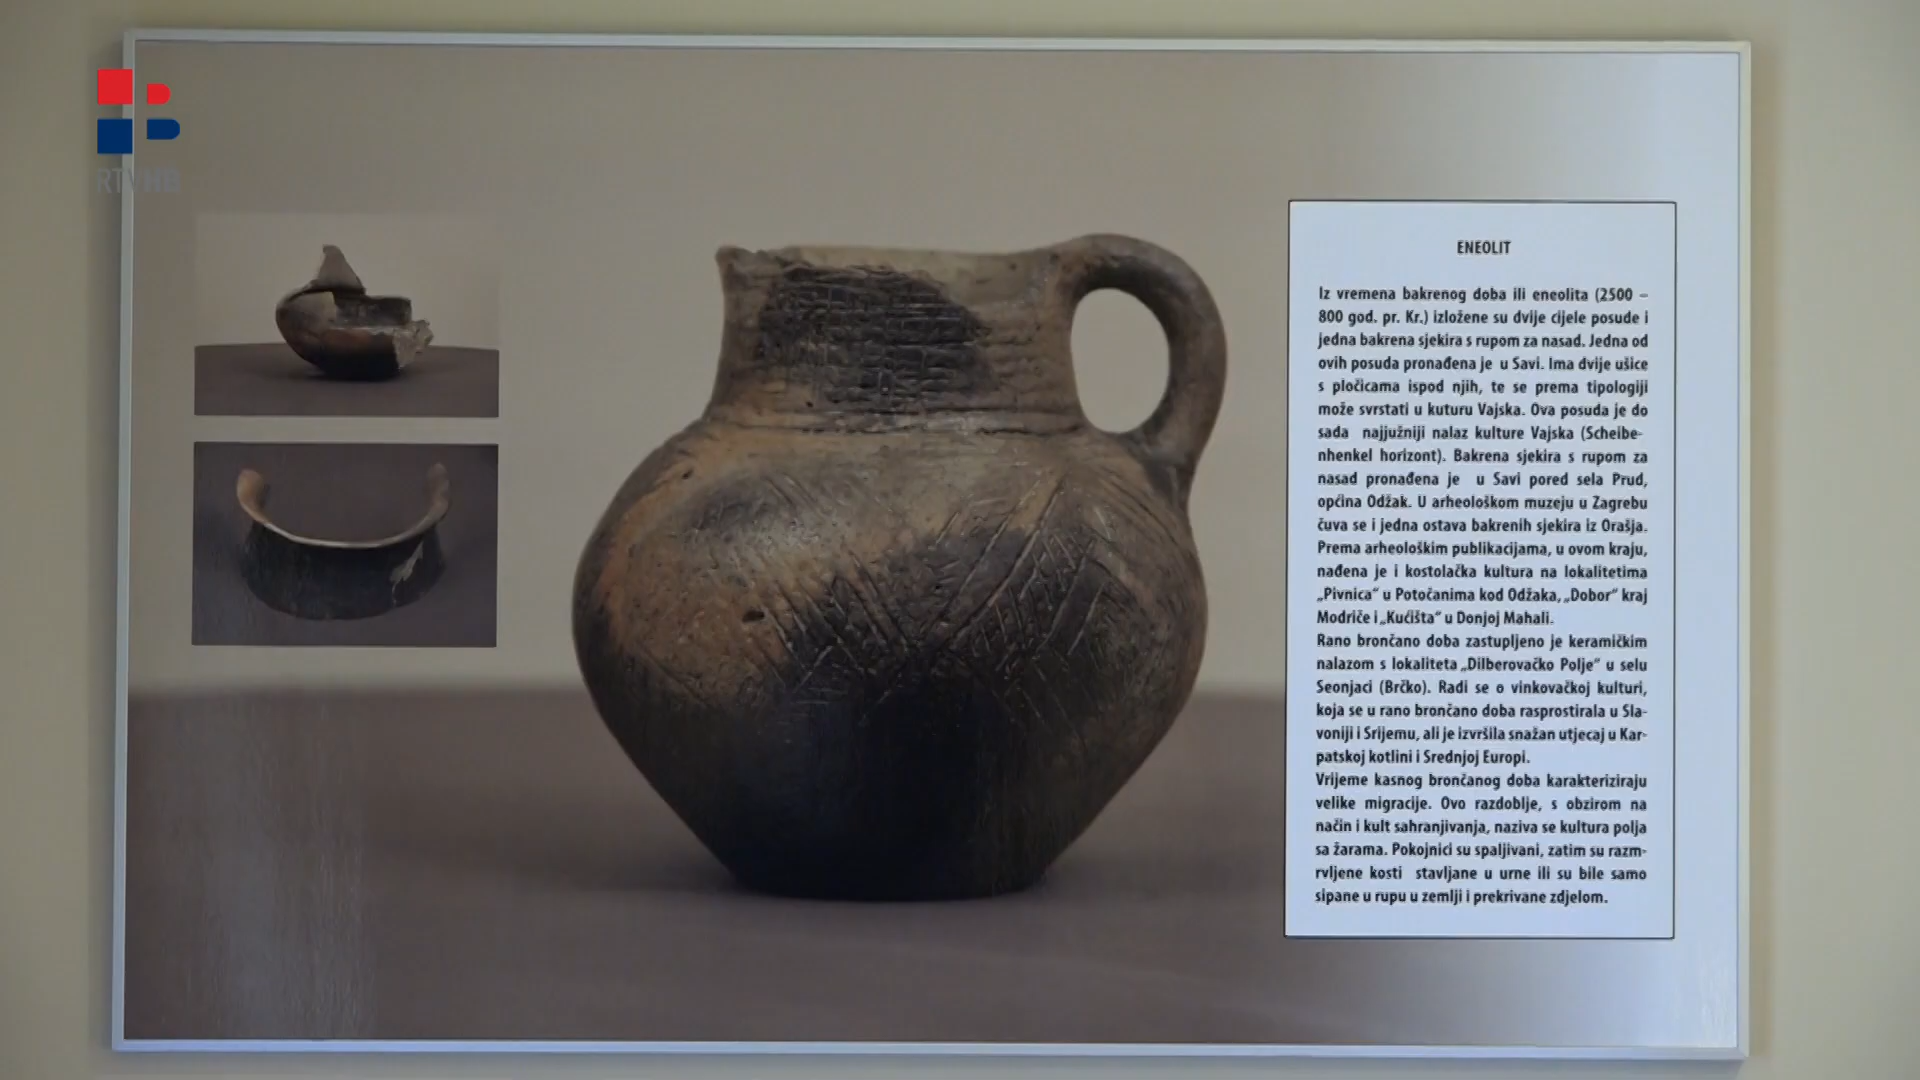 RTVHB
ENEOLIT
Iz vremena bakrenog doba ili eneolita (2500 –
800 god. pr. Kr.) izložene su dvije cijele posude i
jedna bakrena sjekira s rupom za nasad. Jedna od
ovih posuda pronađena je u Savi. Ima dvije ušice
s pločicama ispod njih, te se prema tipologiji
može svrstati u kuturu Vajska. Ova posuda je do
sada najjužniji nalaz kulture Vajska (Scheibe-
nhenkel horizont). Bakrena sjekira s rupom za
nasad pronađena je u Savi pored sela Prud,
općina Odžak. U arheološkom muzeju u Zagrebu
čuva se i jedna ostava bakrenih sjekira iz Orašja.
Prema arheološkim publikacijama, u ovom kraju,
nađena je i kostolačka kultura na lokalitetima
„Pivnica“ u Potočanima kod Odžaka, „Dobor“ kraj
Modriče i „Kućišta“ u Donjoj Mahali.
Rano brončano doba zastupljeno je keramičkim
nalazom s lokaliteta „Dilberovačko Polje“ u selu
Seonjaci (Brčko). Radi se o vinkovačkoj kulturi,
koja se u rano brončano doba rasprostirala u Sla-
voniji i Srijemu, ali je izvršila snažan utjecaj u Kar-
patskoj kotlini i Srednjoj Europi.
Vrijeme kasnog brončanog doba karakteriziraju
velike migracije. Ovo razdoblje, s obzirom na
način i kult sahranjivanja, naziva se kultura polja
sa žarama. Pokojnici su spaljivani, zatim su razm-
rvljene kosti stavljane u urne ili su bile samo
sipane u rupu u zemlji i prekrivane zdjelom.